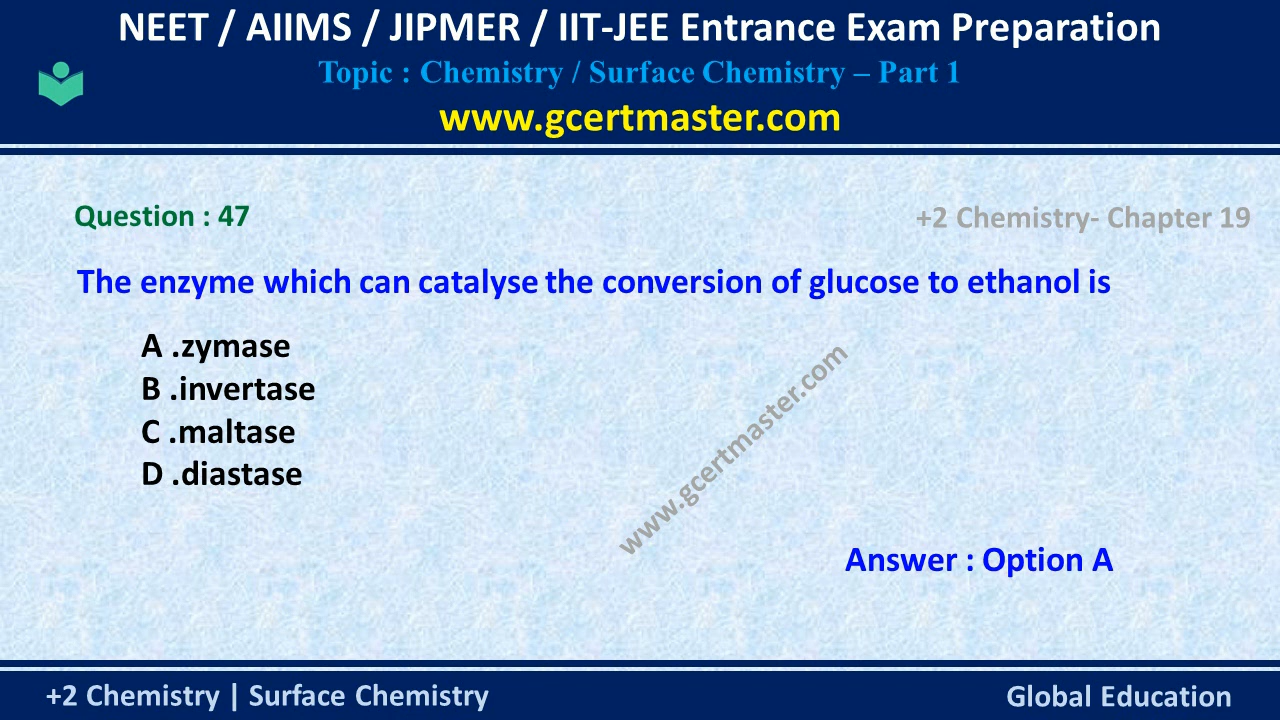 NEET / AIIMS / JIPMER / IIT-JEE Entrance Exam Preparation
Topic : Chemistry / Surface Chemistry – Part 1
www.gcertmaster.com
Question : 47
+2 Chemistry- Chapter 19
The enzyme which can catalyse the conversion of glucose to ethanol is
A .zymase
B .invertase
C .maltase
D .diastase
www.gcertmaster.com
Answer : Option A
+2 Chemistry | Surface Chemistry
Global Education